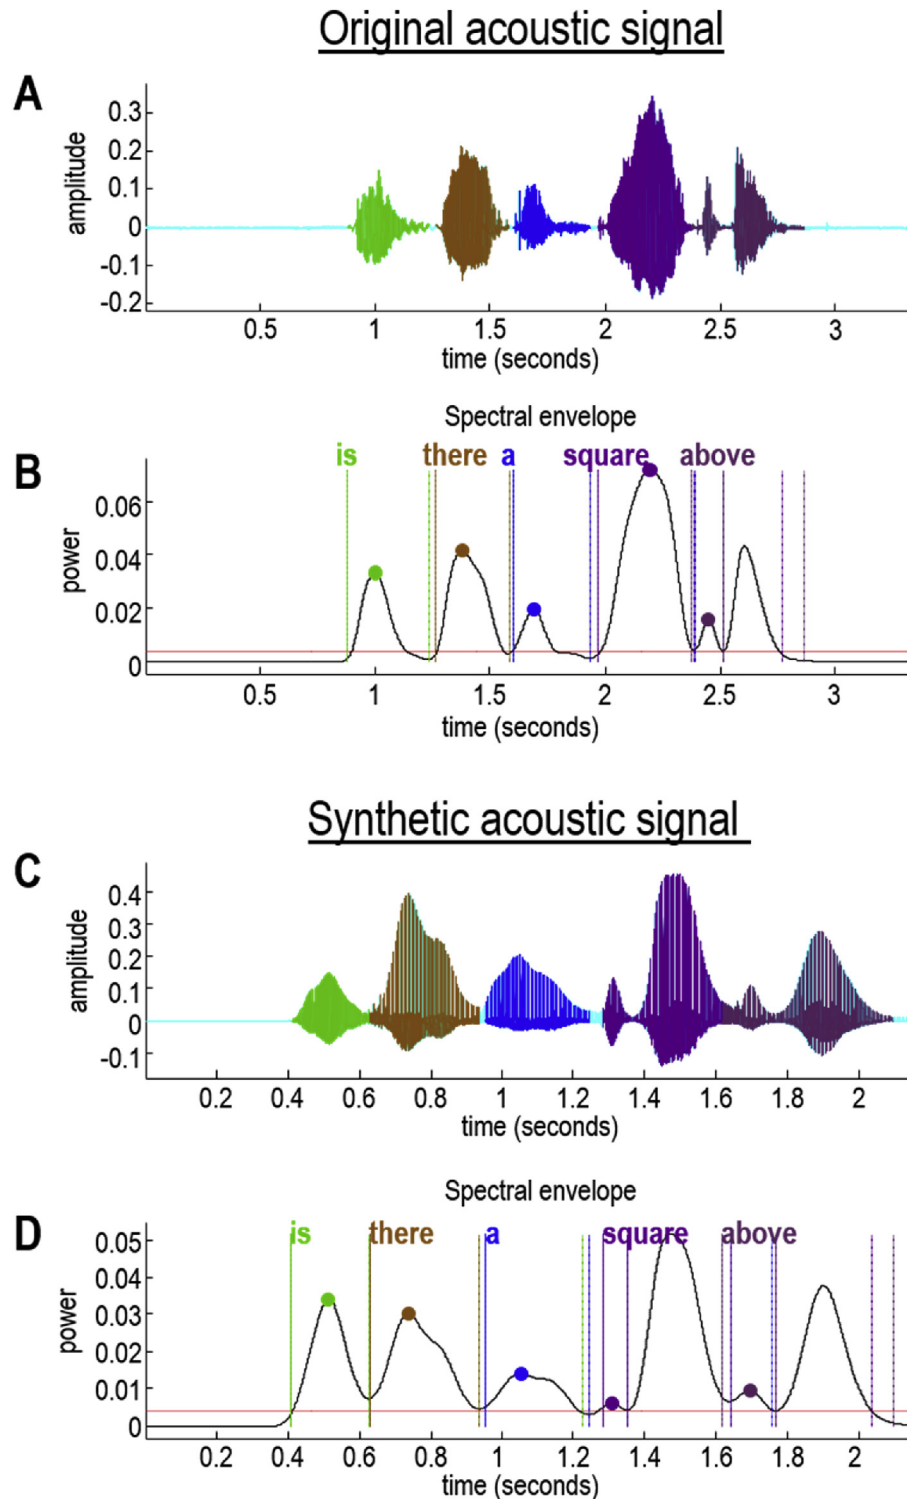 Original acoustic signal
A
amplitude
0.3
0.2
0.1
0
-0.1
-0.2
0.5 1 1.5 2 2.5 3
time (seconds)
Spectral envelope
B
is there a square above
power
0.06
0.04
0.02
0
0.5 1 1.5 2 2.5 3
time (seconds)
Synthetic acoustic signal
C
amplitude
0.4
0.3
0.2
0.1
0
-0.1
0.2 0.4 0.6 0.8 1 1.2 1.4 1.6 1.8 2
time (seconds)
Spectral envelope
D
is there a square above
power
0.05
0.04
0.03
0.02
0.01
0
0.2 0.4 0.6 0.8 1 1.2 1.4 1.6 1.8 2
time (seconds)